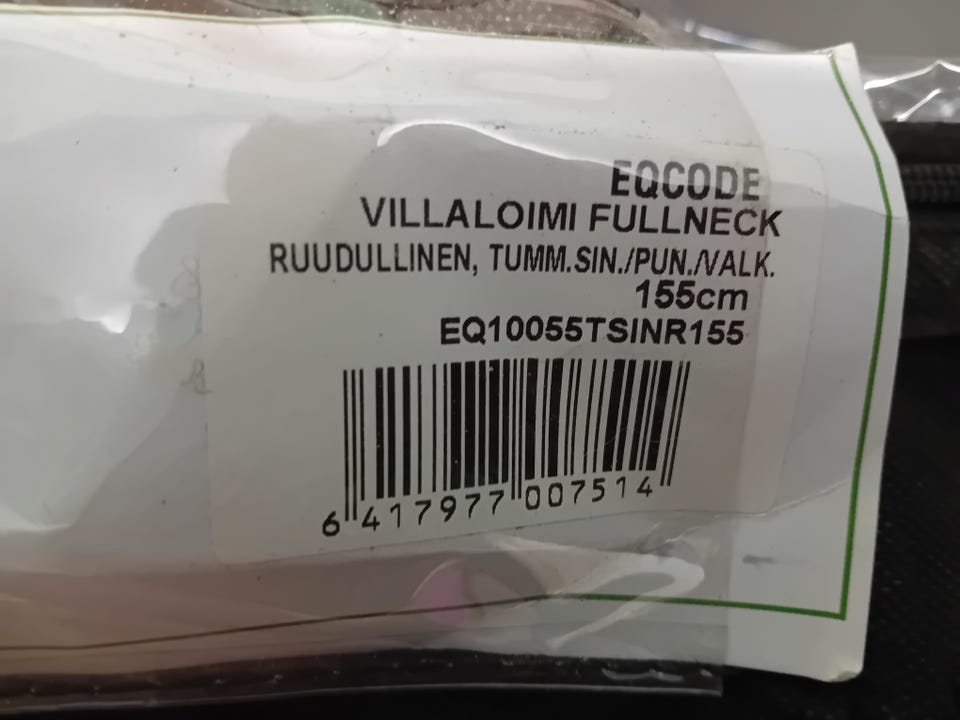 EQCODE
VILLALOIMI FULLNECK
RUUDULLINEN, TUMM.SIN./PUN./VALK.
155cm
EQ10055TSINR155
6 417977 007514